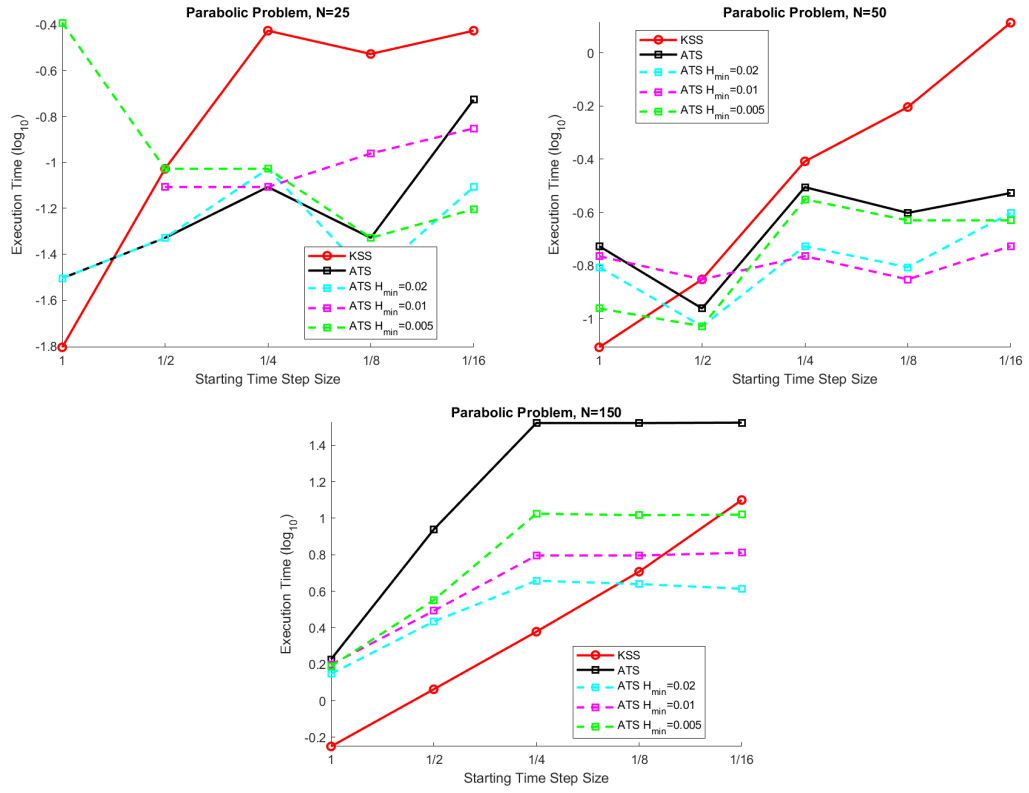 Parabolic Problem, N=25
Execution Time (log10)
-0.4
-0.6
-0.8
-1
-1.2
-1.4
-1.6
-1.8
KSS
ATS
ATS Hmin=0.02
ATS Hmin=0.01
ATS Hmin=0.005
1 1/2 1/4 1/8 1/16
Starting Time Step Size
Parabolic Problem, N=50
Execution Time (log10)
0
-0.2
-0.4
-0.6
-0.8
-1
KSS
ATS
ATS Hmin=0.02
ATS Hmin=0.01
ATS Hmin=0.005
1 1/2 1/4 1/8 1/16
Starting Time Step Size
Parabolic Problem, N=150
Execution Time (log10)
1.4
1.2
1
0.8
0.6
0.4
0.2
0
-0.2
KSS
ATS
ATS Hmin=0.02
ATS Hmin=0.01
ATS Hmin=0.005
1 1/2 1/4 1/8 1/16
Starting Time Step Size